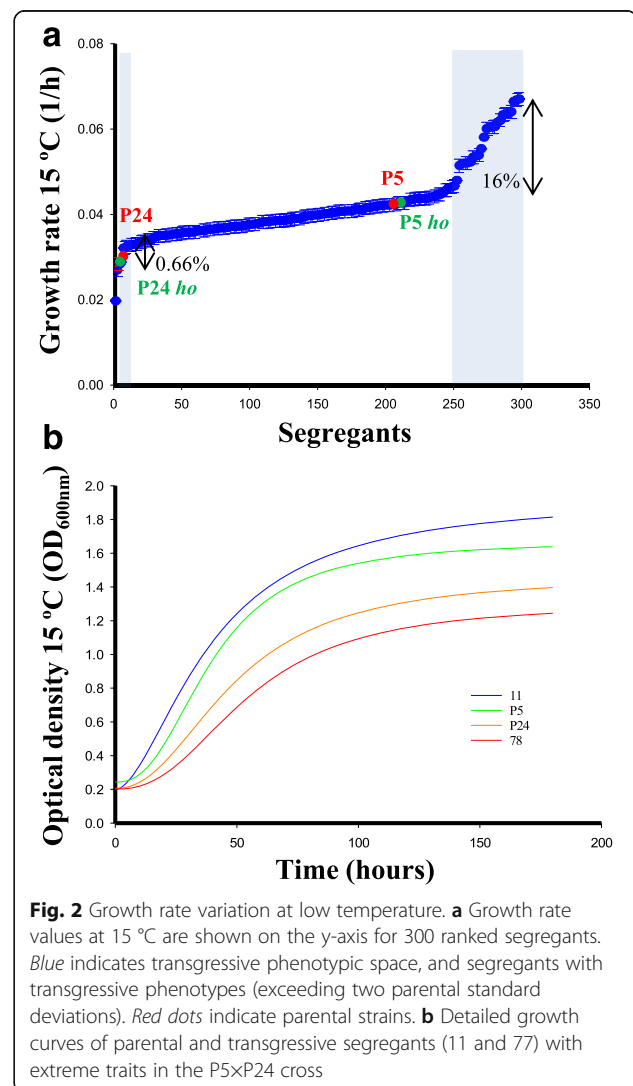 a
Growth rate 15 ºC (1/h)
0.08
0.06
0.04
0.02
0.00
P24
0.66%
P24 ho
P5
P5 ho
16%
0
50
100
150
200
250
300
350
Segregants
b
Optical density 15 ºC (OD600nm)
2.0
1.8
1.6
1.4
1.2
1.0
0.8
0.6
0.4
0.2
0.0
11
P5
P24
78
0
50
100
150
200
Time (hours)
Fig. 2 Growth rate variation at low temperature. a Growth rate
values at 15 °C are shown on the y-axis for 300 ranked segregants.
Blue indicates transgressive phenotypic space, and segregants with
transgressive phenotypes (exceeding two parental standard
deviations). Red dots indicate parental strains. b Detailed growth
curves of parental and transgressive segregants (11 and 77) with
extreme traits in the P5×P24 cross